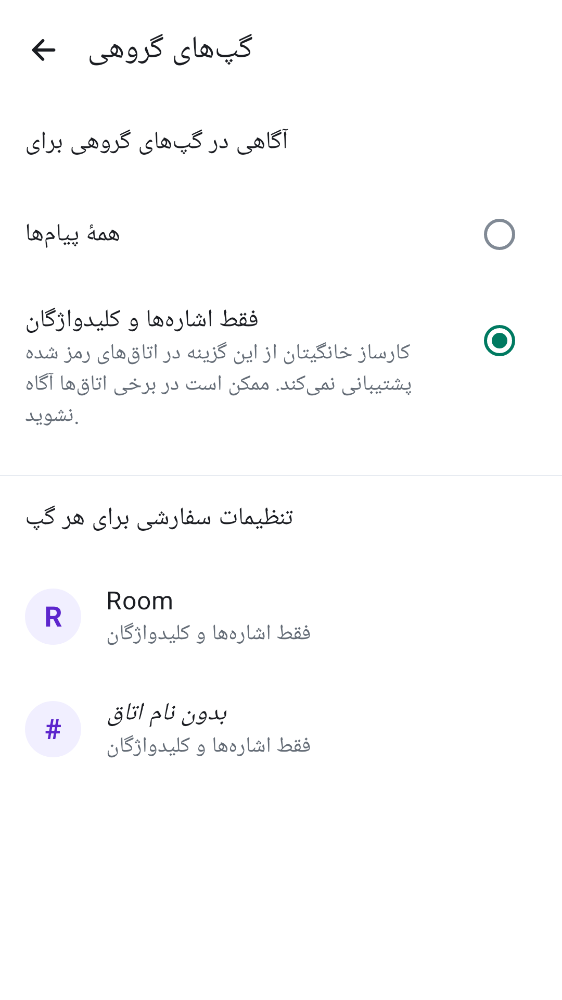 گپ‌های گروهی
آگاهی در گپ‌های گروهی برای
همهٔ پیام‌ها
فقط اشاره‌ها و کلیدواژگان
کارساز خانگیتان از این گزینه در اتاق‌های رمز شده
پشتیبانی نمی‌کند. ممکن است در برخی اتاق‌ها آگاه
نشوید.
تنظیمات سفارشی برای هر گپ
R
Room
فقط اشاره‌ها و کلیدواژگان
#
بدون نام اتاق
فقط اشاره‌ها و کلیدواژگان